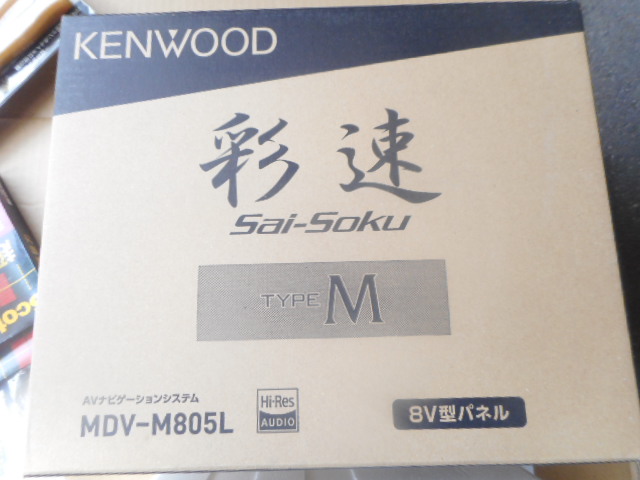 KENWOOD
彩速
Sai-Soku
TYPE M
AVナビゲーションシステム
MDV-M805L
Hi-Res
AUDIO
8V型パネル